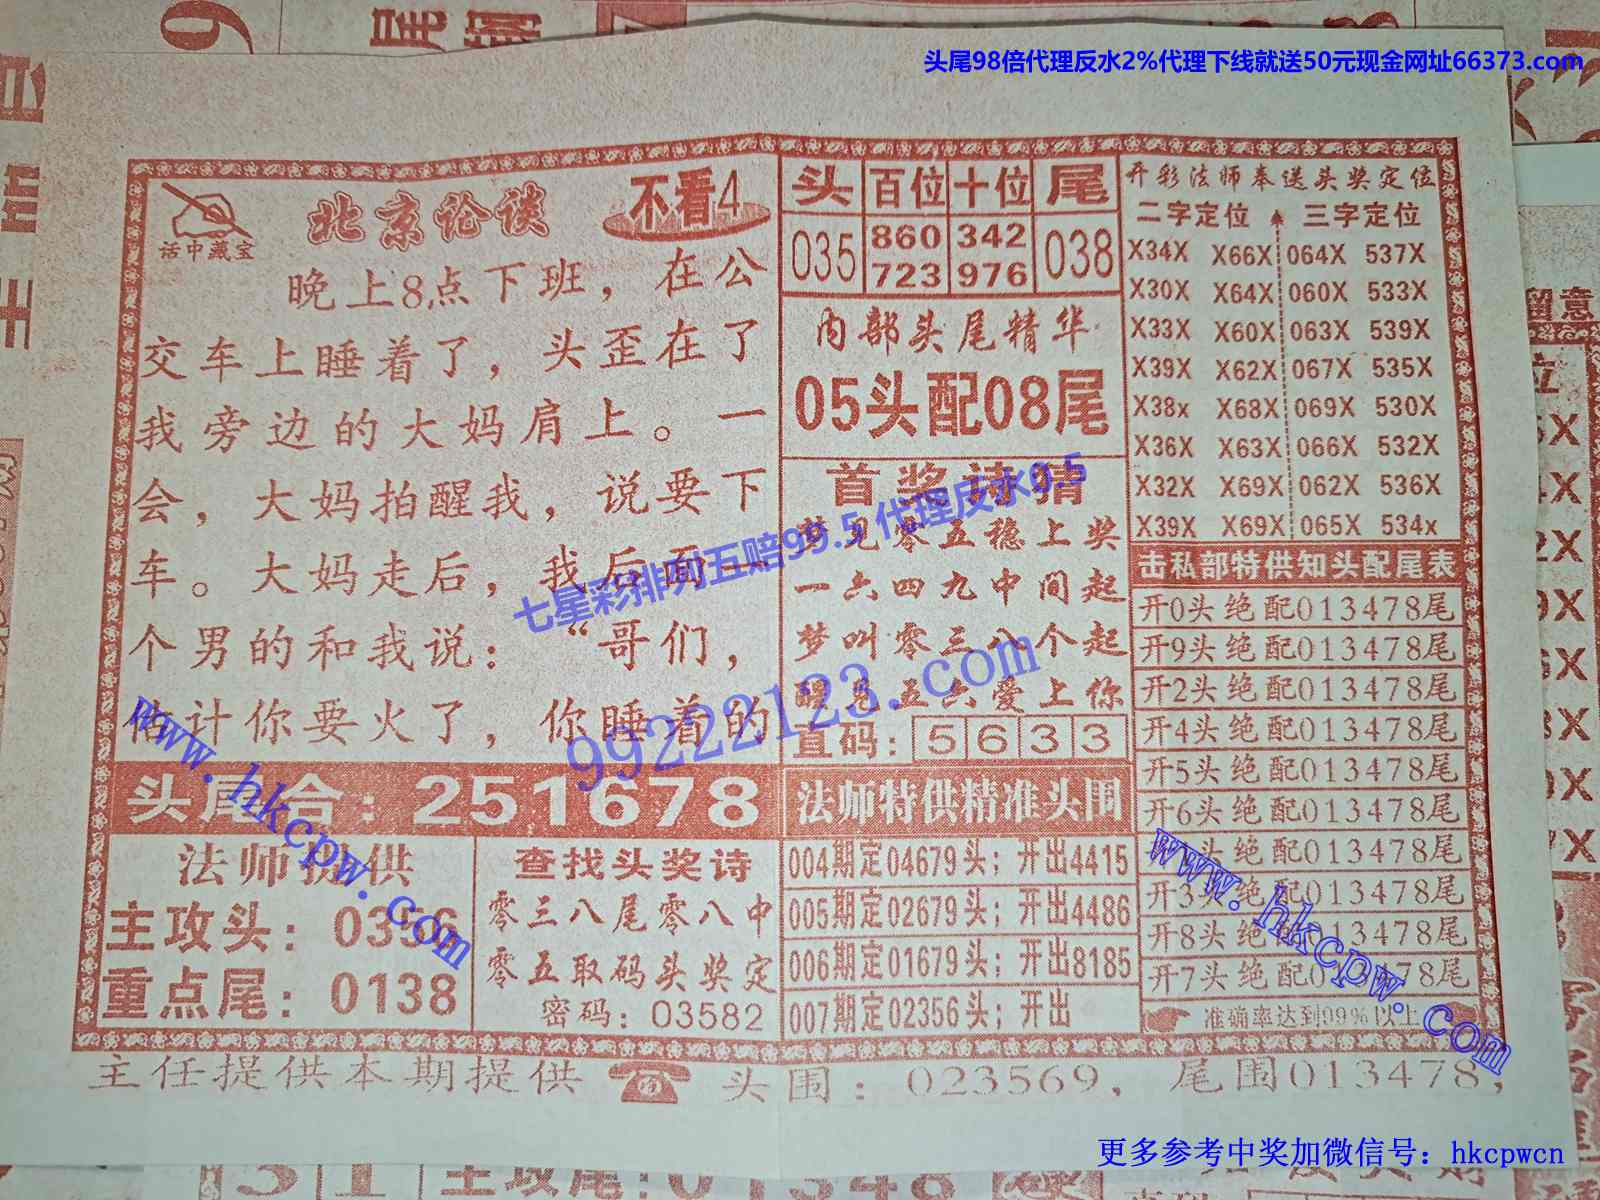 头尾98倍代理反水2%代理下线就送50元现金网址66373.com
话中藏宝
北京论谈
不看4
晚上8点下班，在公
交车上睡着了，头歪在了
我旁边的大妈肩上。一
会，大妈拍醒我，说要下
车。大妈走后，我后面一
个男的和我说：“哥们，
估计你要火了，你睡着的
头尾合：251678
法师提供
主攻头：0356
重点尾：0138
查找头奖诗
零三八尾零八中
零五取码头奖定
密码：03582
头 百位 十位 尾
035 860 342 038
723 976
内部头尾精华
05头配08尾
首奖诗猜
梦见零五稳上奖
一六四九中间起
梦叫零三八个起
醒见五六爱上你
直码：5633
法师特供精准头围
004期定04679头；开出4415
005期定02679头；开出4486
006期定01679头；开出8185
007期定02356头；开出
开彩法师奉送头奖定位
二字定位 三字定位
X34X X66X 064X 537X
X30X X64X 060X 533X
X33X X60X 063X 539X
X39X X62X 067X 535X
X38x X68X 069X 530X
X36X X63X 066X 532X
X32X X69X 062X 536X
X39X X69X 065X 534x
击私部特供知头配尾表
开0头绝配013478尾
开9头绝配013478尾
开2头绝配013478尾
开4头绝配013478尾
开5头绝配013478尾
开6头绝配013478尾
头绝配013478尾
开3头绝配013478尾
开8头绝配013478尾
开7头绝配013478尾
准确率达到99%以上
主任提供本期提供 头围：023569，尾围013478，
七星彩排列五赔99.5代理反水0.5
99222123.com
www.hkcpw.com
www.hkcpw.com
更多参考中奖加微信号：hkcpwcn